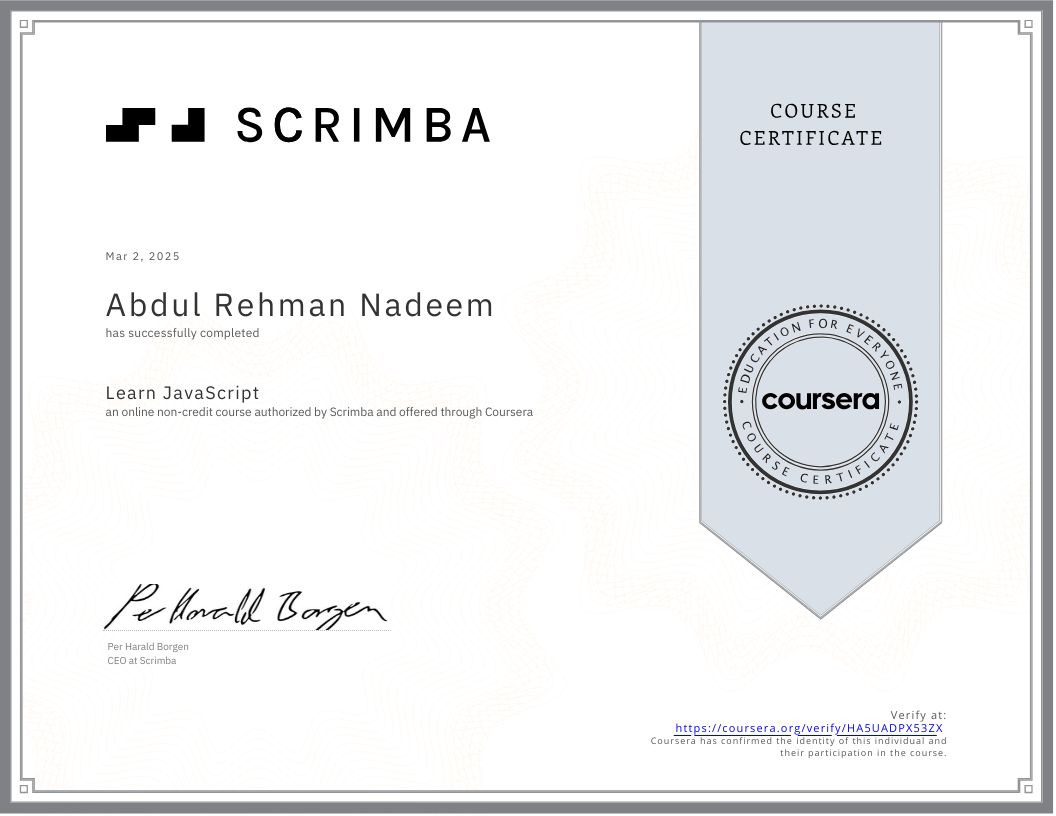 SCRIMBA
COURSE
CERTIFICATE
Mar 2, 2025
Abdul Rehman Nadeem
has successfully completed
Learn JavaScript
an online non-credit course authorized by Scrimba and offered through Coursera
EDUCATION FOR EVERYONE
coursera
COURSE CERTIFICATE
Per Harald Borgen
Per Harald Borgen
CEO at Scrimba
Verify at:
https://coursera.org/verify/HA5UADPX53ZX
Coursera has confirmed the identity of this individual and
their participation in the course.